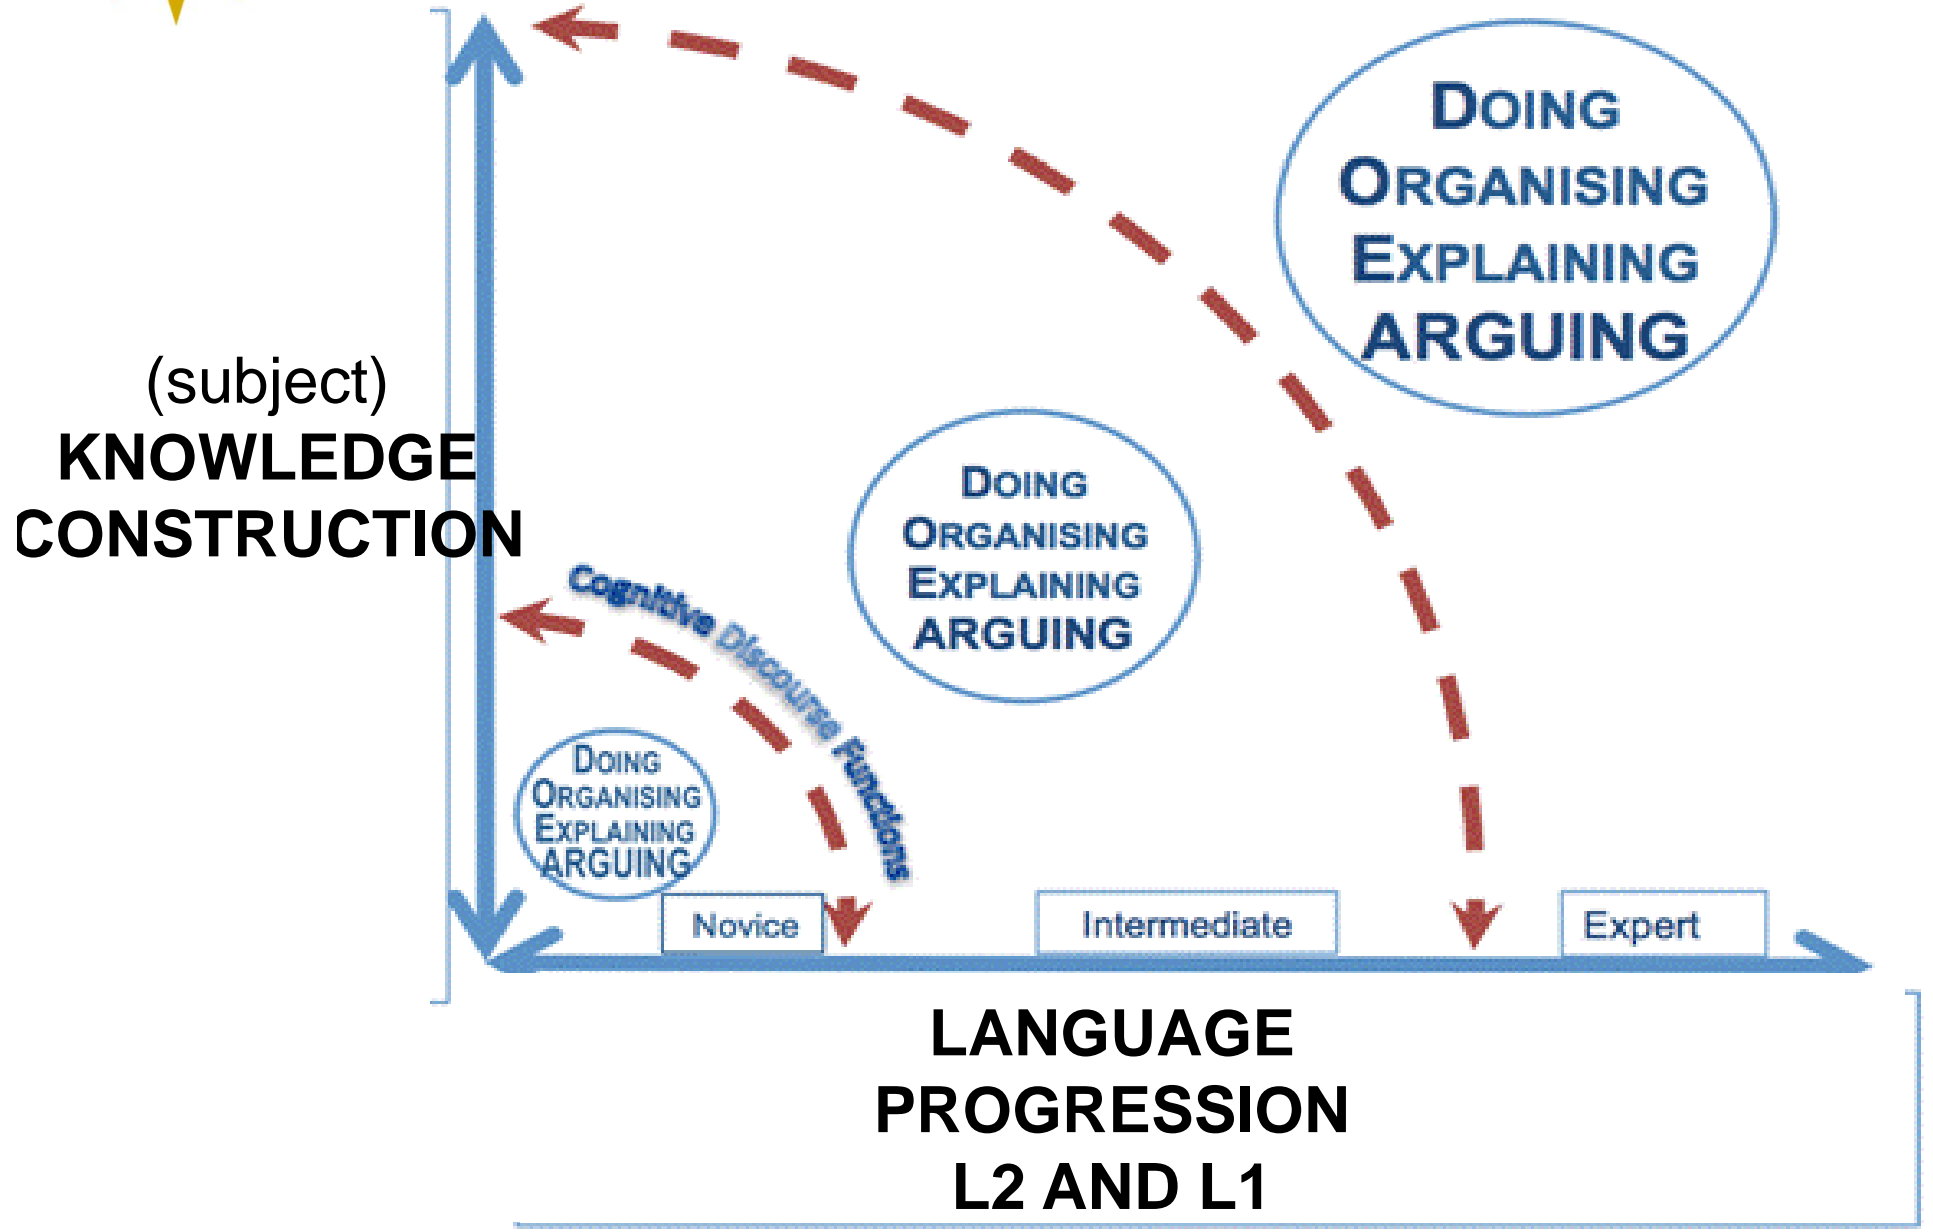 DOING
ORGANISING
EXPLAINING
ARGUING
(subject)
KNOWLEDGE
CONSTRUCTION
DOING
ORGANISING
EXPLAINING
ARGUING
Cognitive Discourse Functions
DOING
ORGANISING
EXPLAINING
ARGUING
Novice
Intermediate
Expert
LANGUAGE
PROGRESSION
L2 AND L1